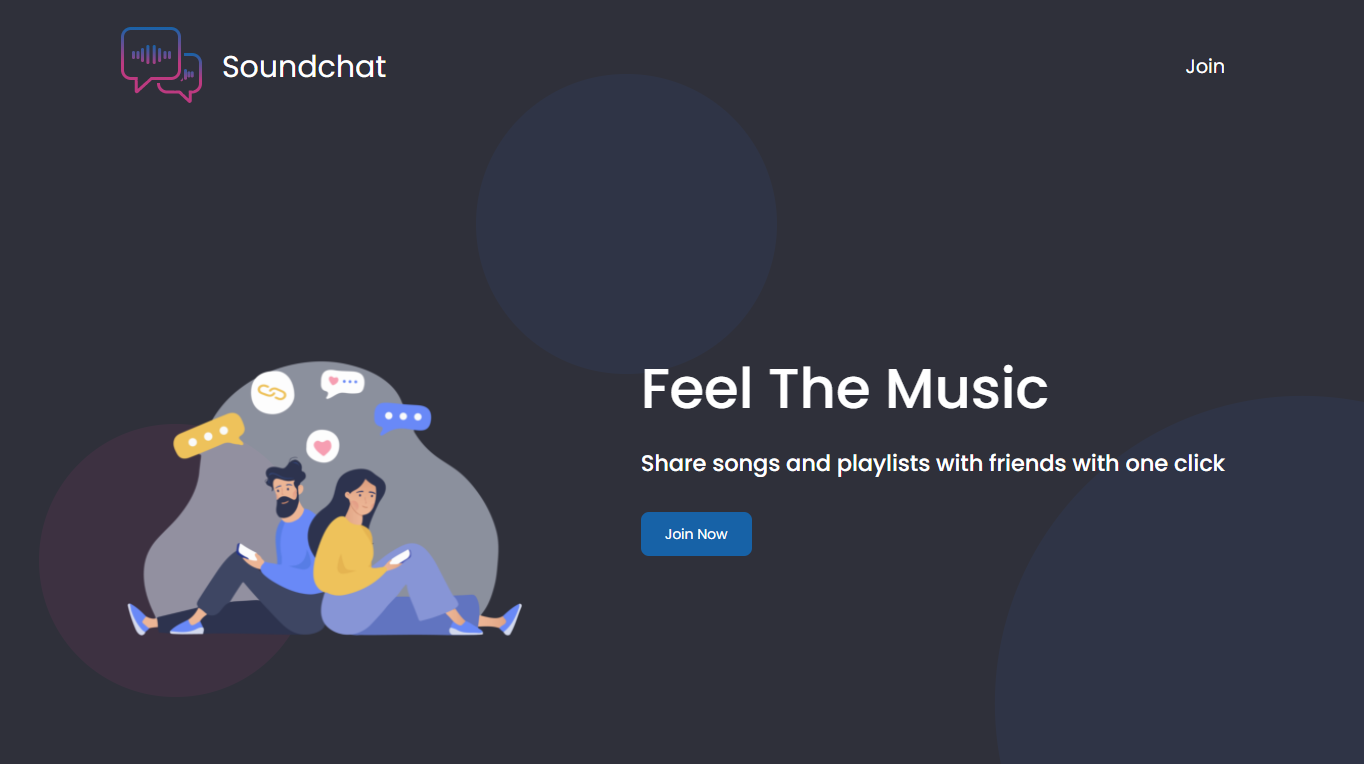 Soundchat
Join
Feel The Music
Share songs and playlists with friends with one click
Join Now